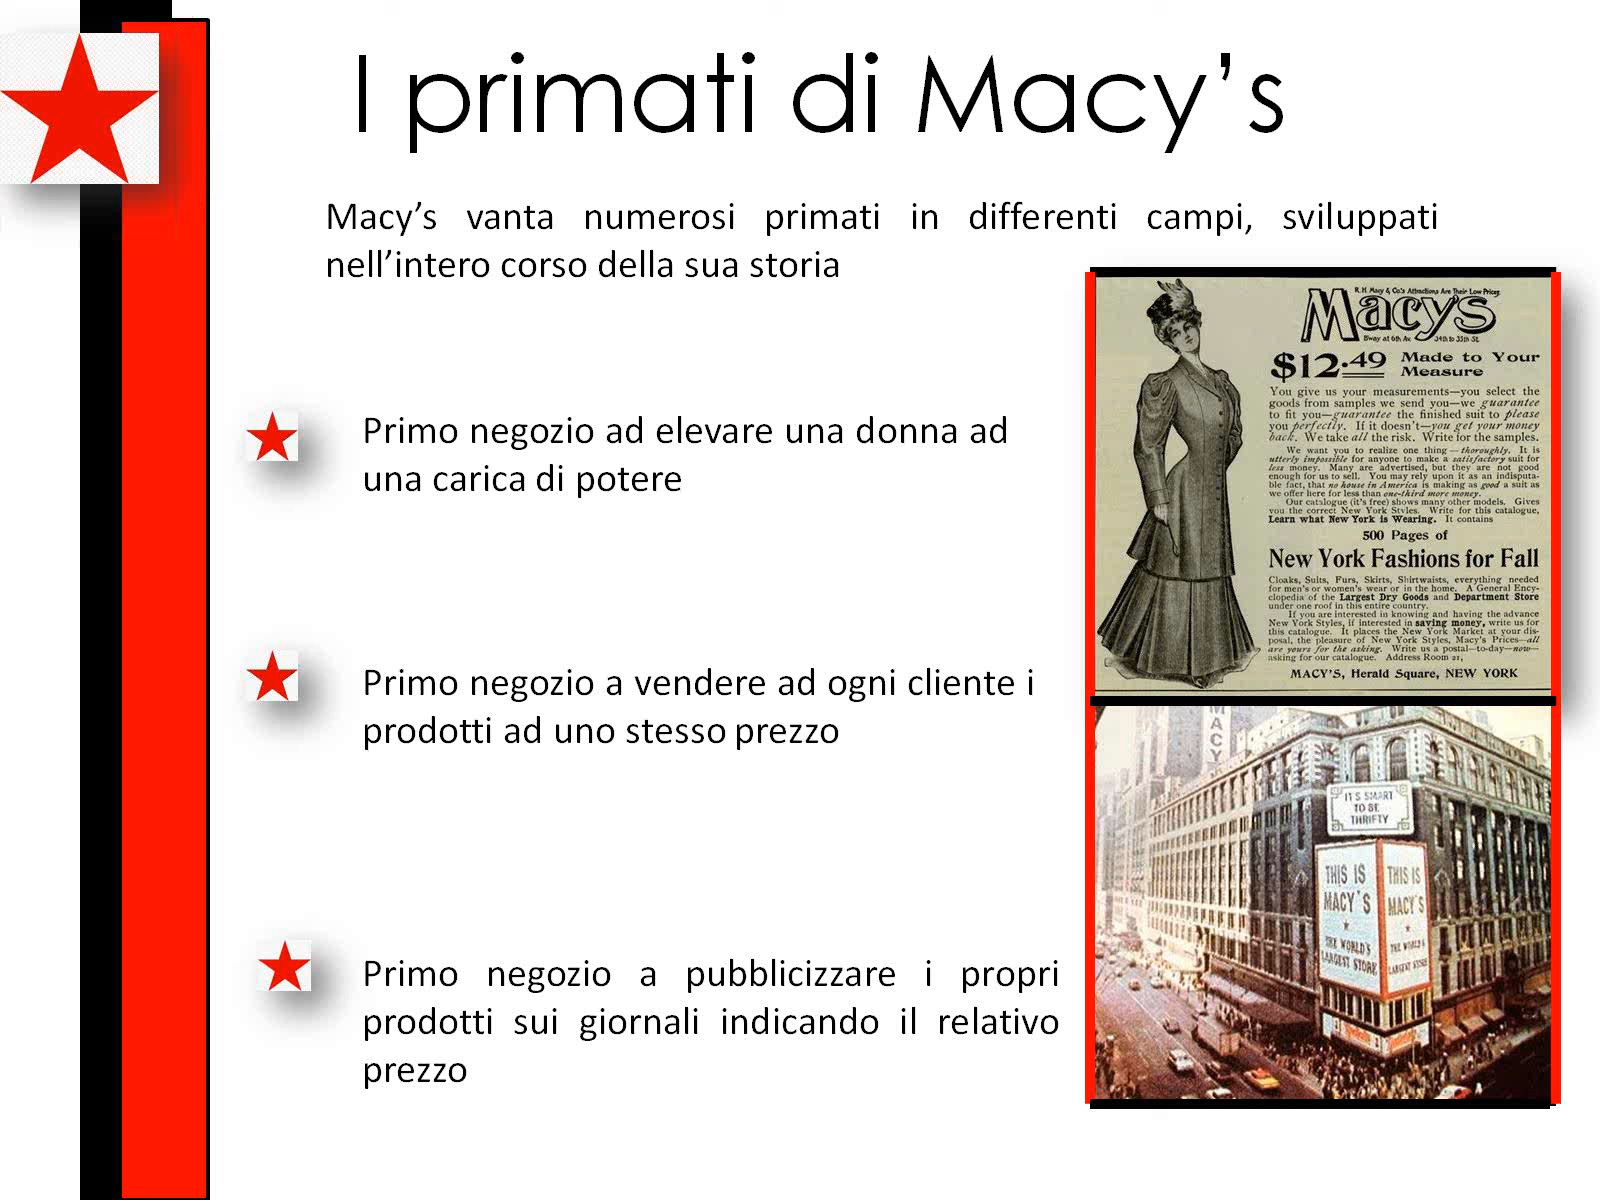 I primati di Macy’s
Macy’s vanta numerosi primati in differenti campi, sviluppati
nell’intero corso della sua storia
Primo negozio ad elevare una donna ad
una carica di potere
Primo negozio a vendere ad ogni cliente i
prodotti ad uno stesso prezzo
Primo negozio a pubblicizzare i propri
prodotti sui giornali indicando il relativo
prezzo
R. H. Macy & Co.'s Attractions Are Their Low Prices
Macy's
B'way at 6th Av. 34th to 35th St.
$12.49 Made to Your
Measure
You give us your measurements—you select the
goods from samples we send you—we guarantee
to fit you—guarantee the finished suit to please
you perfectly. If it doesn't—you get your money
back. We take all the risk. Write for the samples.
We want you to realize one thing—thoroughly. It is
utterly impossible for anyone to make a satisfactory suit for
less money. Many are advertised, but they are not good
enough for us to sell. You may rely upon it as an indisputa-
ble fact, that no house in America is making as good a suit as
we offer here for less than one-third more money.
Our catalogue (it's free) shows many other models. Gives
you the correct New York Styles. Write for this catalogue,
Learn what New York is Wearing. It contains
500 Pages of
New York Fashions for Fall
Cloaks, Suits, Furs, Skirts, Shirtwaists, everything needed
for men's or women's wear or in the home. A General Ency-
clopedia of the Largest Dry Goods and Department Store
under one roof in this entire country.
If you are interested in knowing and having the advance
New York Styles, if interested in saving money, write us for
this catalogue. It places the New York Market at your dis-
posal, the pleasure of New York Styles, Macy's Prices—all
are yours for the asking. Write us a postal—to-day—now—
asking for our catalogue. Address Room 21,
MACY'S, Herald Square, NEW YORK
MACY
IT'S SMART
TO BE
THRIFTY
THIS IS
MACY'S
THE WORLD'S
LARGEST STORE
THIS IS
MACY'S
THE WORLD'S
LARGEST STORE